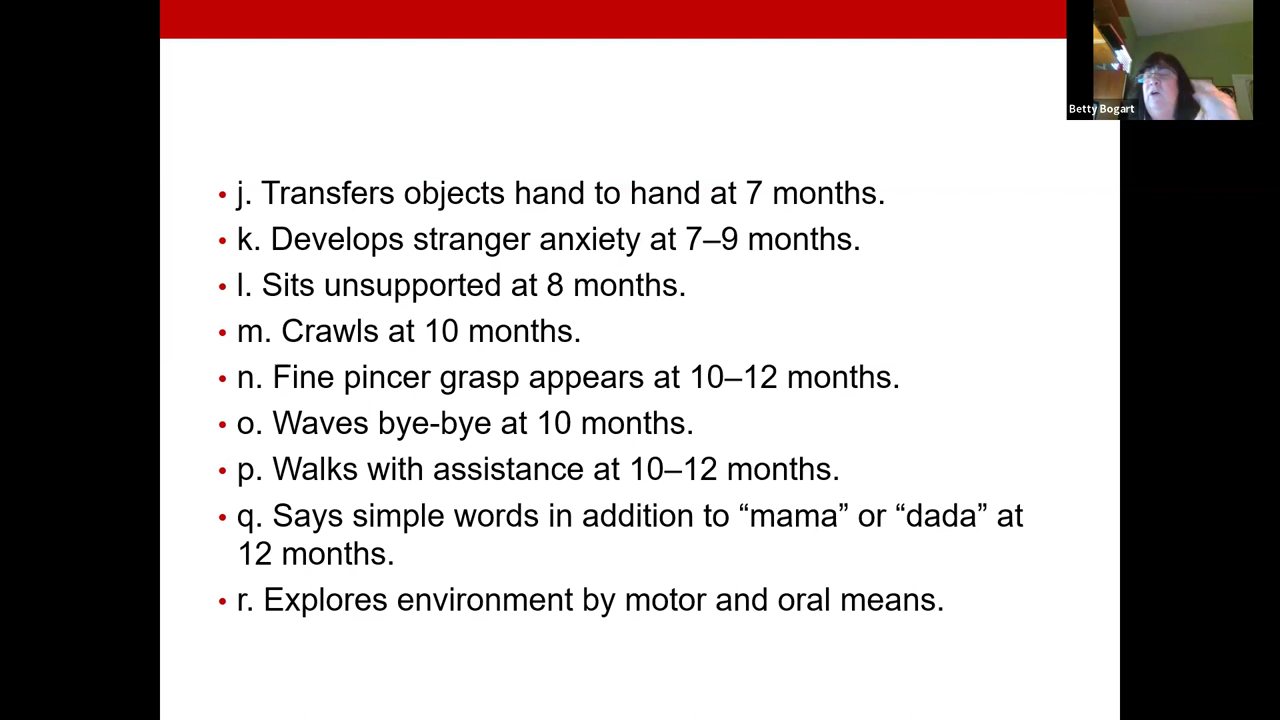 Betty Bogart
• j. Transfers objects hand to hand at 7 months.
• k. Develops stranger anxiety at 7–9 months.
• l. Sits unsupported at 8 months.
• m. Crawls at 10 months.
• n. Fine pincer grasp appears at 10–12 months.
• o. Waves bye-bye at 10 months.
• p. Walks with assistance at 10–12 months.
• q. Says simple words in addition to “mama” or “dada” at
12 months.
• r. Explores environment by motor and oral means.